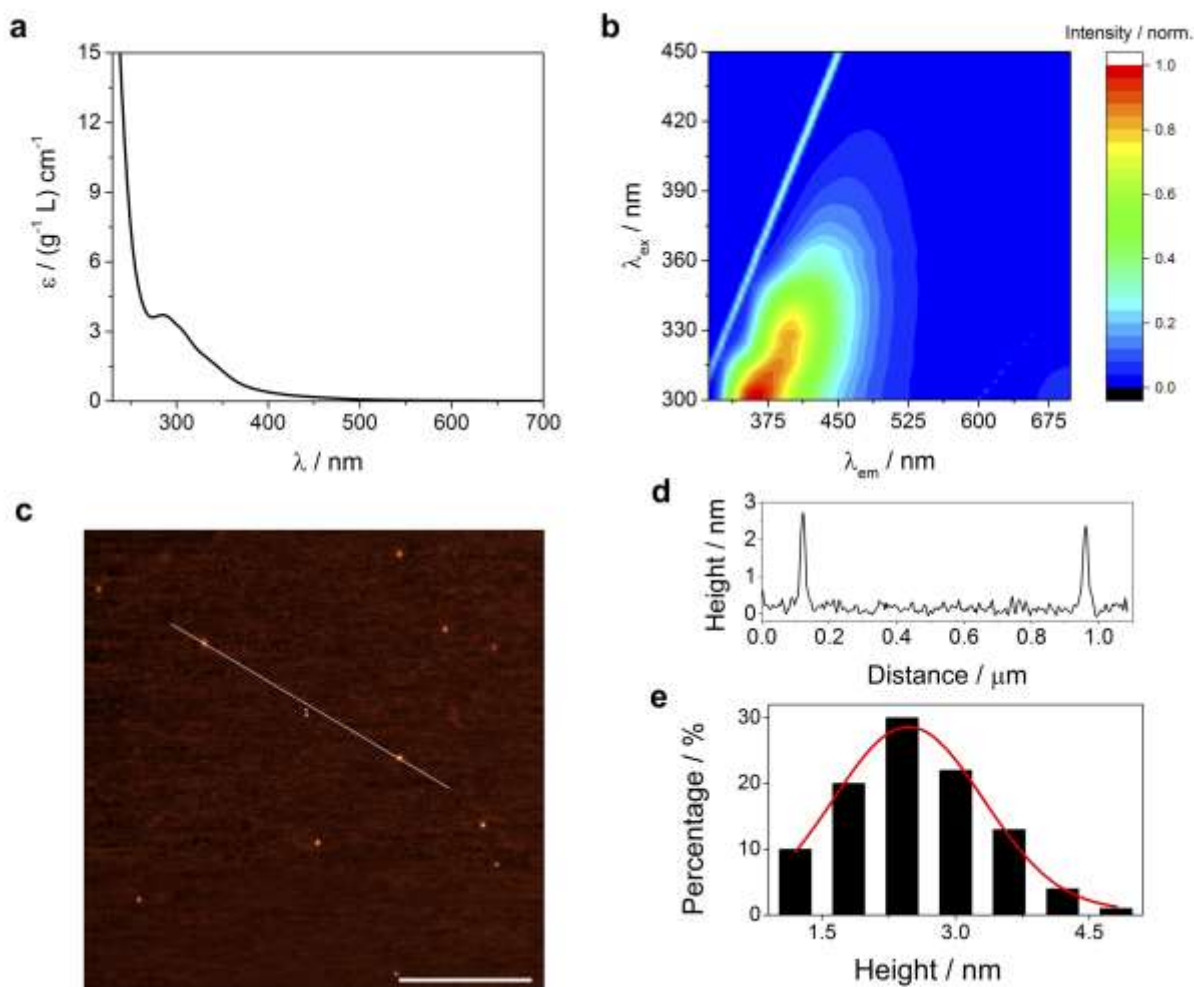 a
15
12
9
6
3
0
ε / (g⁻¹ L) cm⁻¹
300 400 500 600 700
λ / nm
b
Intensity / norm.
450
420
390
360
330
300
λex / nm
375 450 525 600 675
λem / nm
1.0
0.8
0.6
0.4
0.2
0.0
c
1
d
3
2
1
0
Height / nm
0.0 0.2 0.4 0.6 0.8 1.0
Distance / μm
e
30
20
10
0
Percentage / %
1.5 3.0 4.5
Height / nm